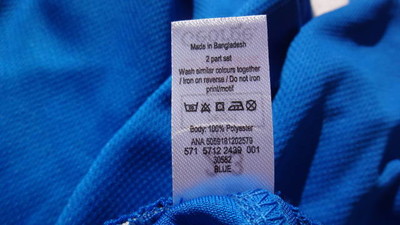 Made in Bangladesh
2 part set
Wash similar colours together
/ Iron on reverse / Do not iron
print/motif
Body: 100% Polyester
ANA 5059181202579
571 5712 2439 001
30582
BLUE